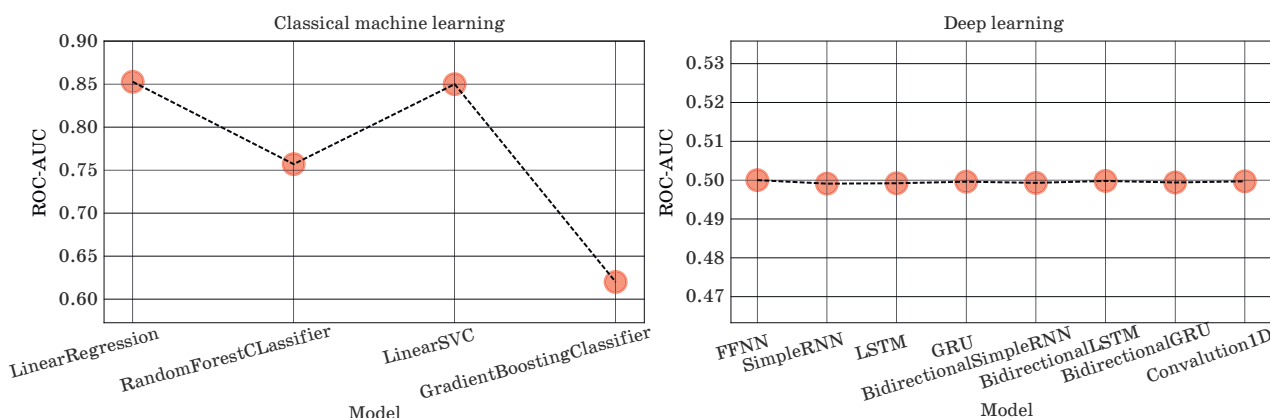 Classical machine learning
0.90
0.85
0.80
0.75
0.70
0.65
0.60
ROC-AUC
LinearRegression
RandomForestCLassifier
LinearSVC
GradientBoostingClassifier
Model
Deep learning
0.53
0.52
0.51
0.50
0.49
0.48
0.47
ROC-AUC
FFNN
SimpleRNN
LSTM
GRU
BidirectionalSimpleRNN
BidirectionalLSTM
BidirectionalGRU
Convalution1D
Model